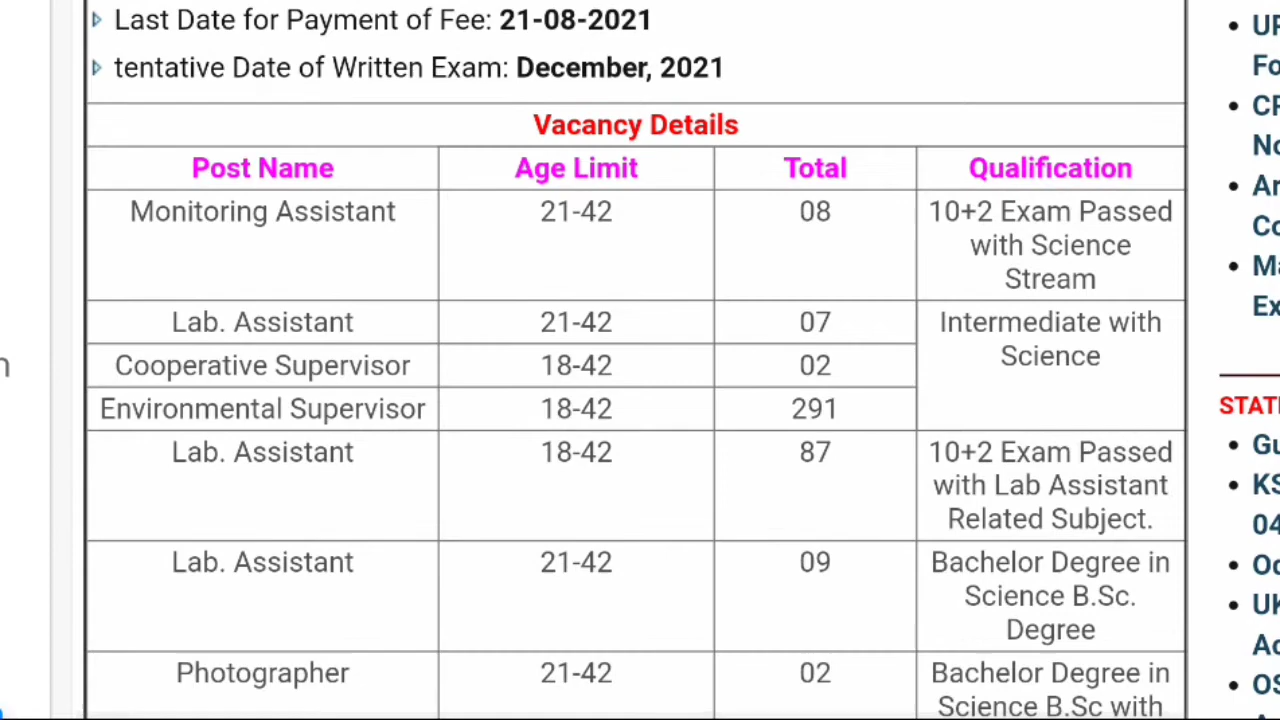 Last Date for Payment of Fee: 21-08-2021
tentative Date of Written Exam: December, 2021
Vacancy Details
Post Name Age Limit Total Qualification
Monitoring Assistant 21-42 08 10+2 Exam Passed
with Science
Stream
Lab. Assistant 21-42 07 Intermediate with
Science
Cooperative Supervisor 18-42 02
Environmental Supervisor 18-42 291
Lab. Assistant 18-42 87 10+2 Exam Passed
with Lab Assistant
Related Subject.
Lab. Assistant 21-42 09 Bachelor Degree in
Science B.Sc.
Degree
Photographer 21-42 02 Bachelor Degree in
Science B.Sc with